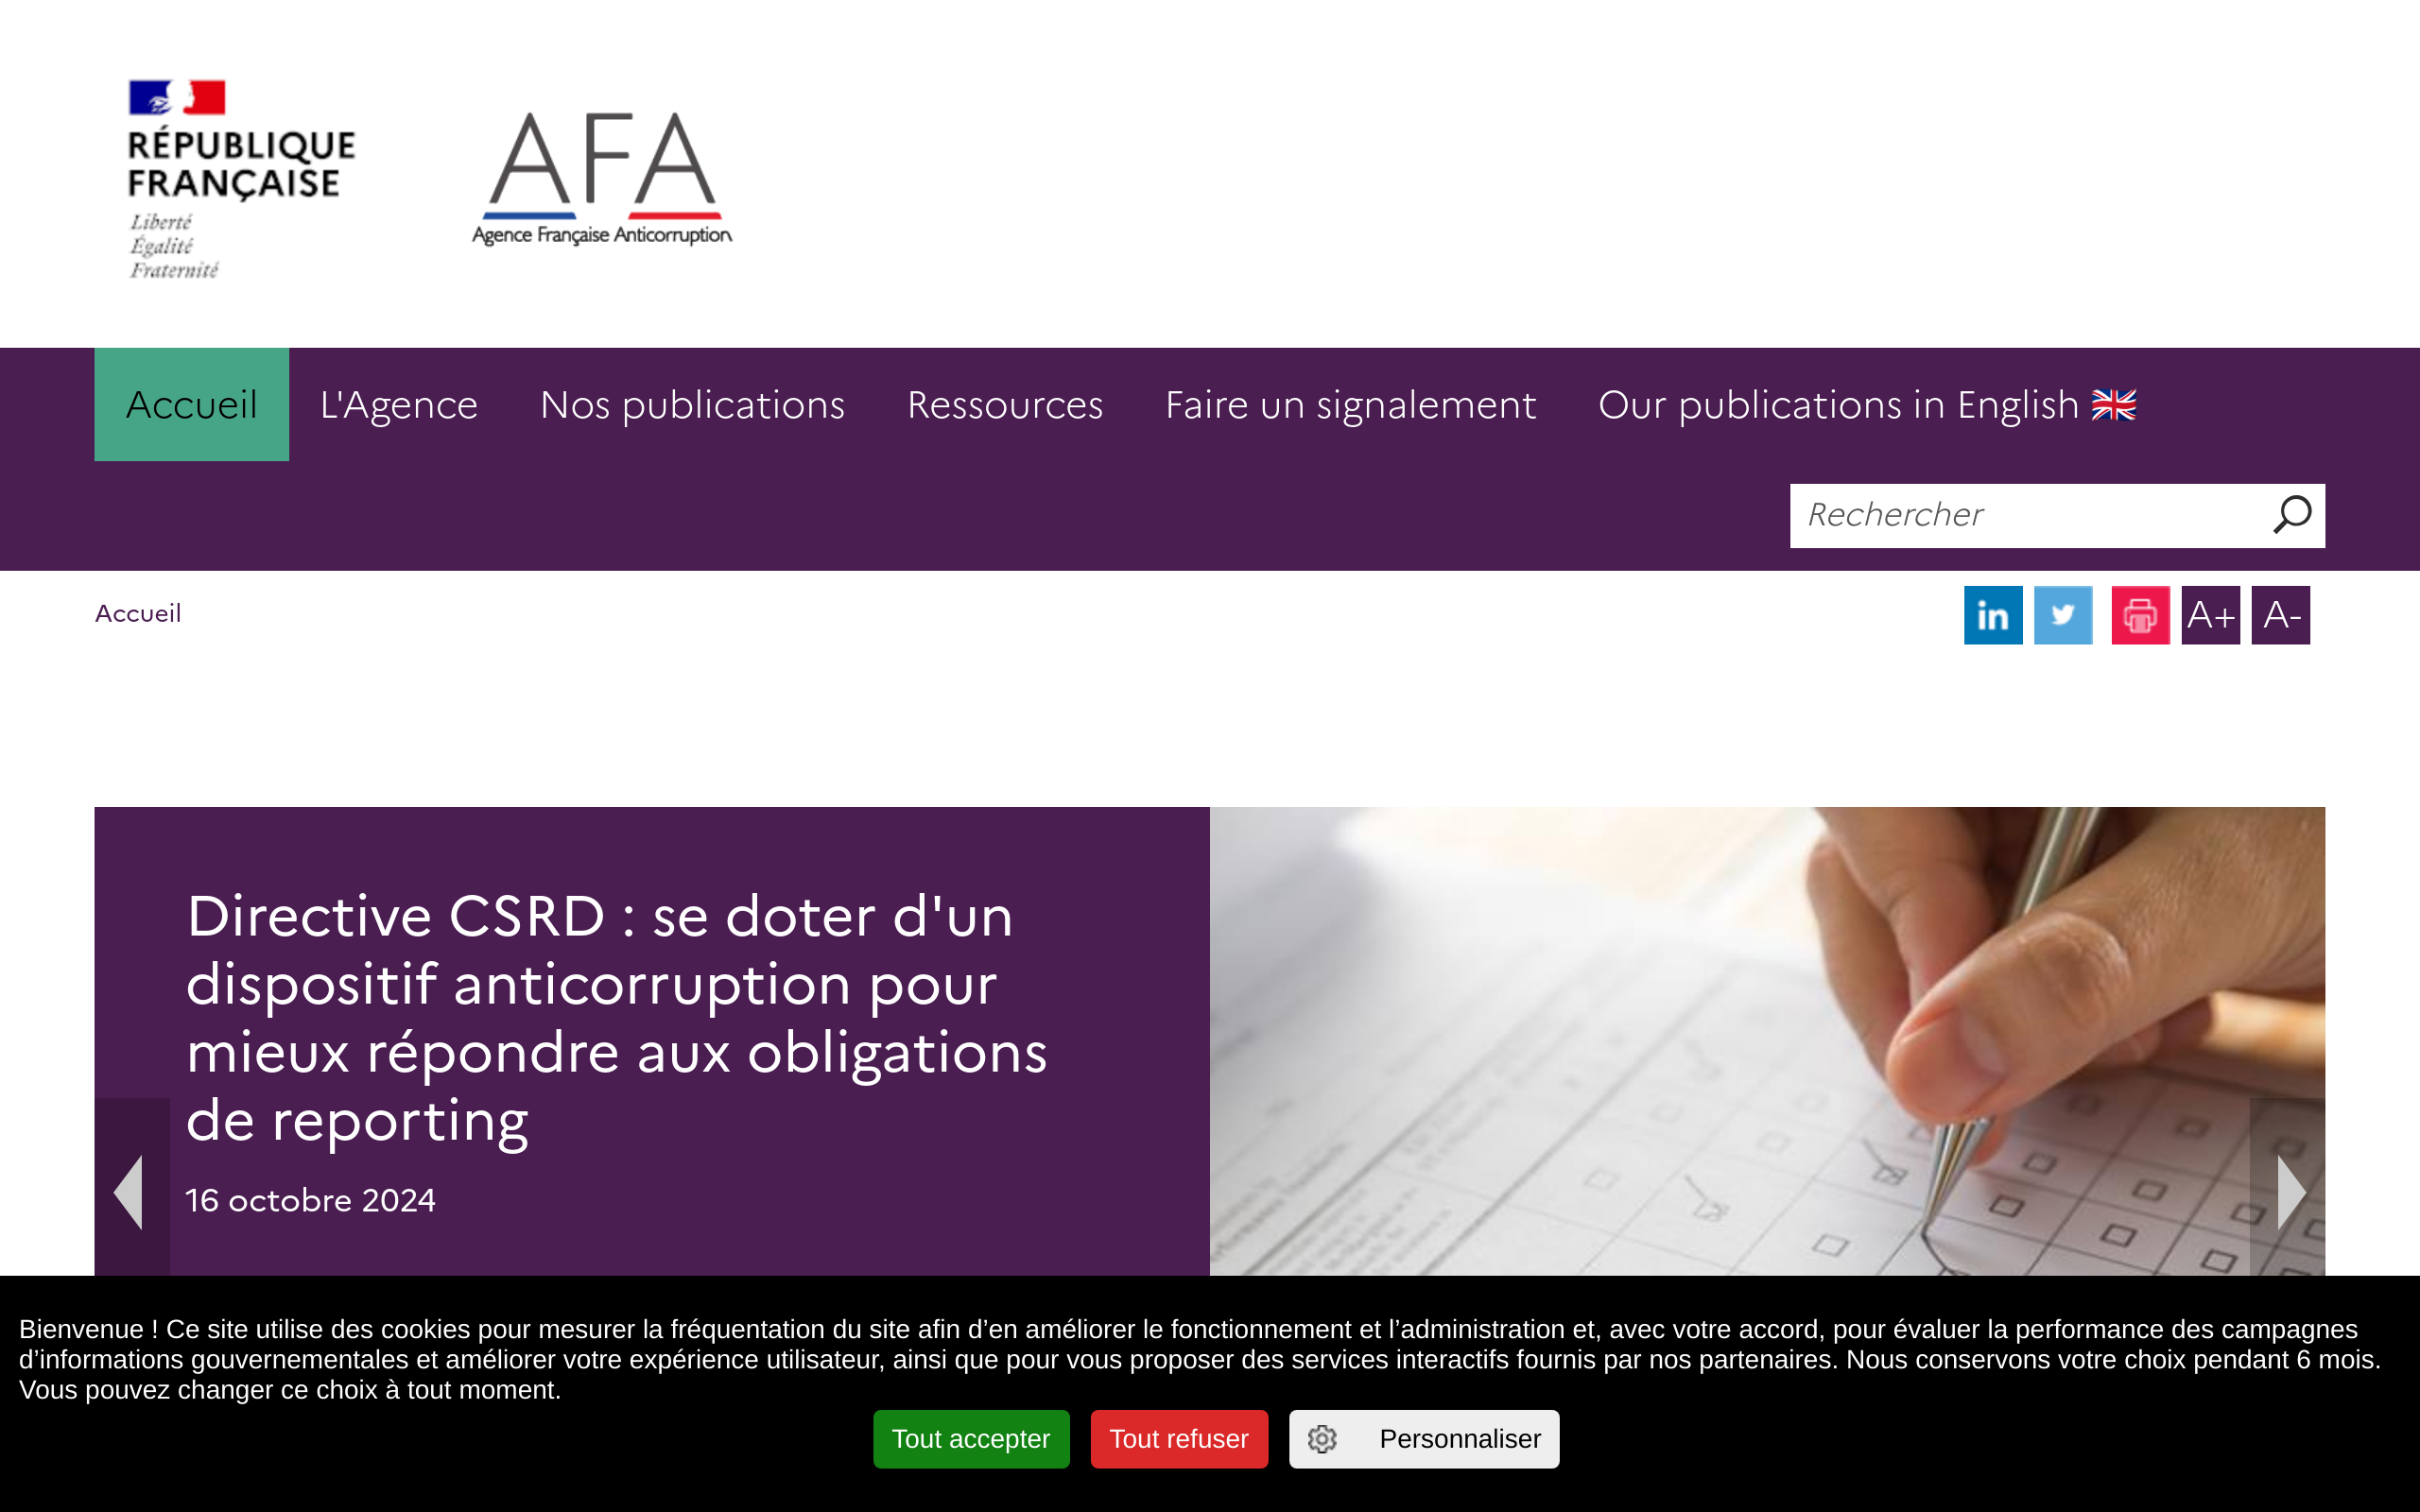 RÉPUBLIQUE
FRANÇAISE
Liberté
Égalité
Fraternité
AFA
Agence Française Anticorruption
Accueil
L'Agence
Nos publications
Ressources
Faire un signalement
Our publications in English 🇬🇧
Rechercher
Accueil
in
A+
A-
Directive CSRD : se doter d'un
dispositif anticorruption pour
mieux répondre aux obligations
de reporting
16 octobre 2024
Bienvenue ! Ce site utilise des cookies pour mesurer la fréquentation du site afin d’en améliorer le fonctionnement et l’administration et, avec votre accord, pour évaluer la performance des campagnes
d’informations gouvernementales et améliorer votre expérience utilisateur, ainsi que pour vous proposer des services interactifs fournis par nos partenaires. Nous conservons votre choix pendant 6 mois.
Vous pouvez changer ce choix à tout moment.
Tout accepter
Tout refuser
Personnaliser